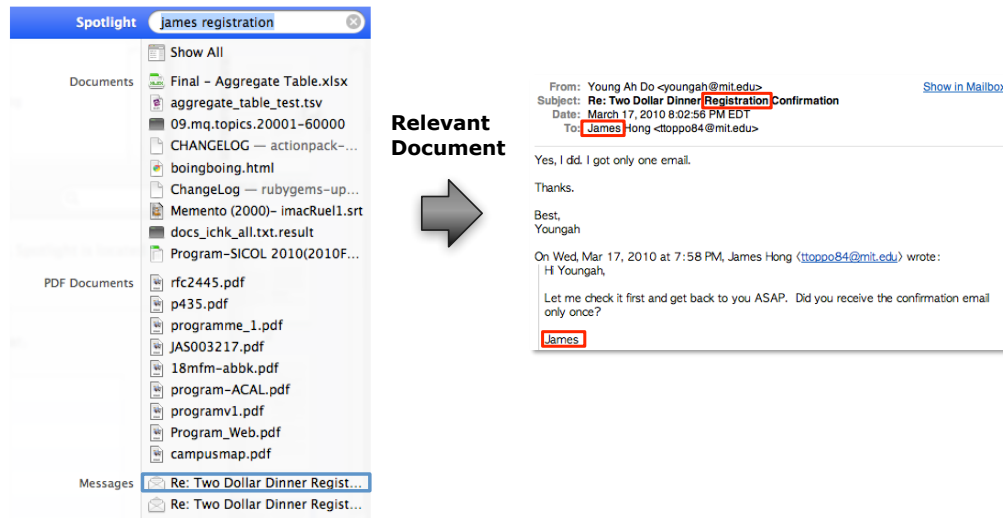 Spotlight
james registration
Show All
Documents
Final – Aggregate Table.xlsx
aggregate_table_test.tsv
09.mq.topics.20001-60000
CHANGELOG — actionpack-...
boingboing.html
ChangeLog — rubygems-up...
Memento (2000)- imacRuel1.srt
docs_ichk_all.txt.result
Program-SICOL 2010(2010F...
PDF Documents
rfc2445.pdf
p435.pdf
programme_1.pdf
JAS003217.pdf
18mfm-abbk.pdf
program-ACAL.pdf
programv1.pdf
Program_Web.pdf
campusmap.pdf
Messages
Re: Two Dollar Dinner Regist...
Re: Two Dollar Dinner Regist...
Relevant
Document
From: Young Ah Do <youngah@mit.edu>
Show in Mailbox
Subject: Re: Two Dollar Dinner Registration Confirmation
Date: March 17, 2010 8:02:56 PM EDT
To: James Hong <ttoppo84@mit.edu>
Yes, I did. I got only one email.
Thanks.
Best,
Youngah
On Wed, Mar 17, 2010 at 7:58 PM, James Hong <ttoppo84@mit.edu> wrote:
Hi Youngah,
Let me check it first and get back to you ASAP. Did you receive the confirmation email
only once?
James